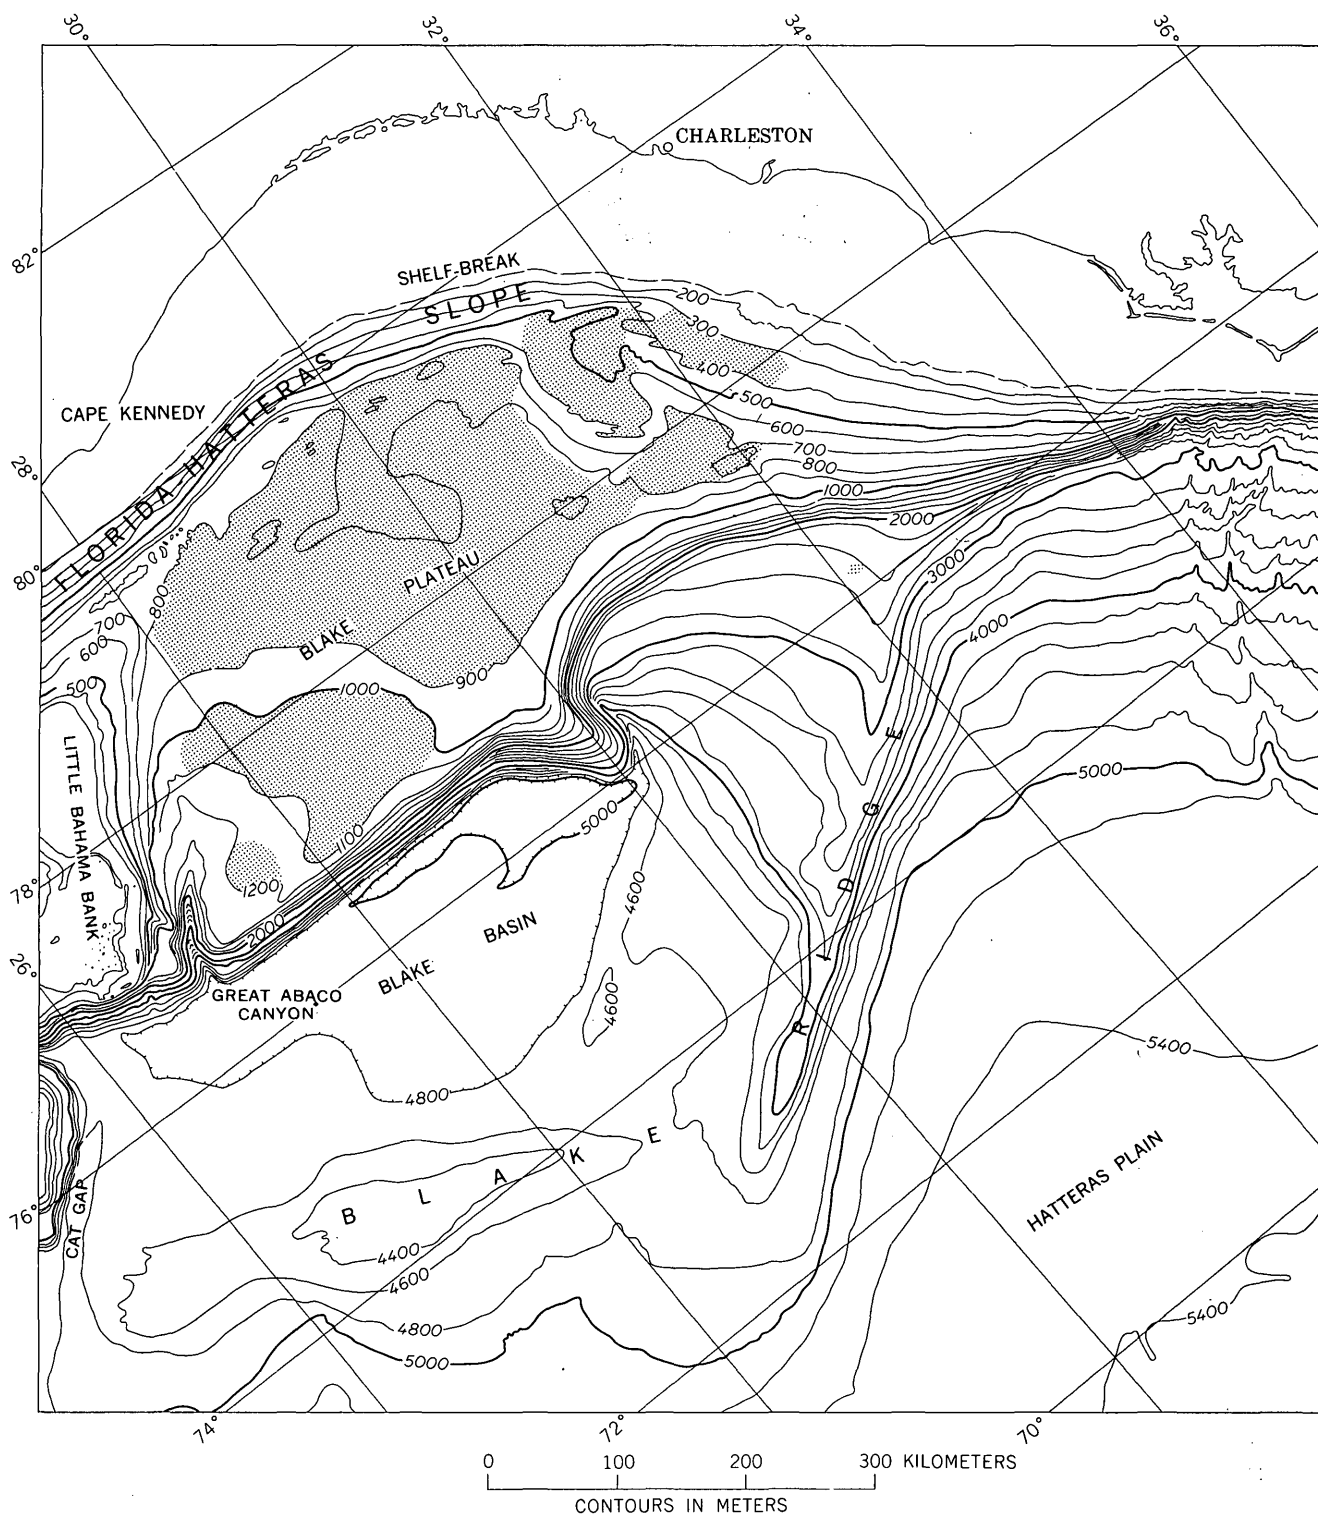 30°
32°
34°
36°
CHARLESTON
82°
SHELF-BREAK
FLORIDA-HATTERAS SLOPE
200
300
400
500
600
700
800
1000
2000
CAPE KENNEDY
28°
80°
3000
4000
PLATEAU
BLAKE
800
700
600
500
900
1000
LITTLE BAHAMA BANK
5000
5000
1100
1200
2000
4600
78°
26°
BASIN
BLAKE
GREAT ABACO
CANYON
4600
4800
5400
BLAKE RIDGE
HATTERAS PLAIN
CAT GAP
76°
4400
4600
4800
5000
5400
74°
72°
70°
0 100 200 300 KILOMETERS
CONTOURS IN METERS